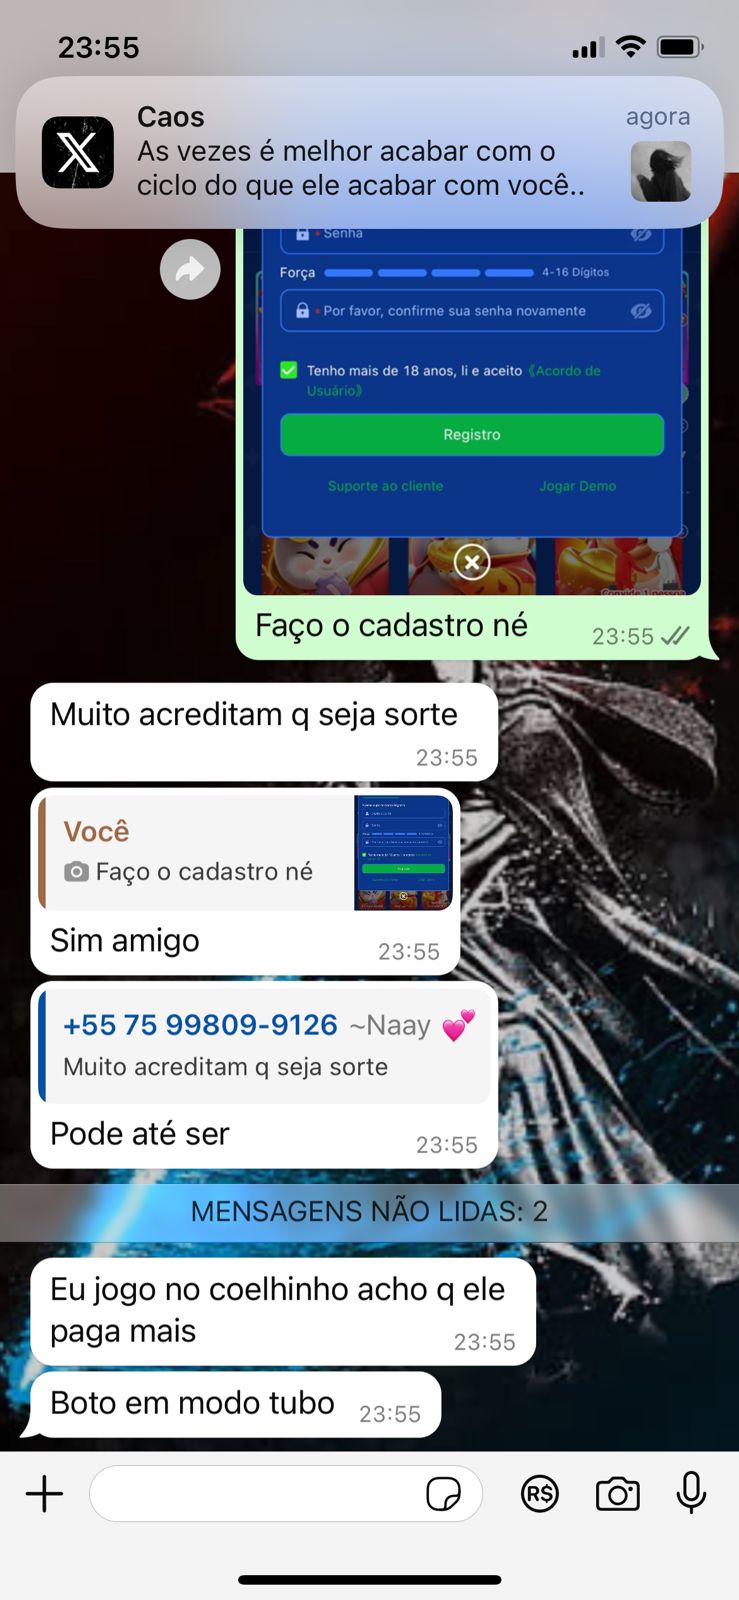 23:55
Caos
agora
As vezes é melhor acabar com o
ciclo do que ele acabar com você..
* Senha
Força
4-16 Dígitos
* Por favor, confirme sua senha novamente
Tenho mais de 18 anos, li e aceito 《Acordo de
Usuário》
Registro
Suporte ao cliente
Jogar Demo
Convide 1 pessoa
Faço o cadastro né
23:55
Muito acreditam q seja sorte
23:55
Você
Faço o cadastro né
Sim amigo
23:55
+55 75 99809-9126 ~Naay 💕
Muito acreditam q seja sorte
Pode até ser
23:55
MENSAGENS NÃO LIDAS: 2
Eu jogo no coelhinho acho q ele
paga mais
23:55
Boto em modo tubo
23:55
R$